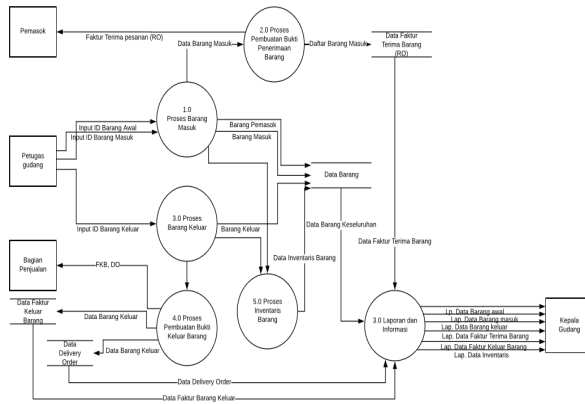 Pemasok
Faktur Terima pesanan (RO)
Data Barang Masuk
2.0 Proses
Pembuatan Bukti
Penerimaan
Barang
Daftar Barang Masuk
Data Faktur
Terima Barang
(RO)
1.0
Proses Barang
Masuk
Input ID Barang Awal
Input ID Barang Masuk
Petugas
gudang
Barang Pemasok
Barang Masuk
Data Barang
Input ID Barang Keluar
3.0 Proses
Barang Keluar
Barang Keluar
Data Barang Keseluruhan
Data Faktur Terima Barang
Data Inventaris Barang
Bagian
Penjualan
FKB, DO
Data Faktur
Keluar
Barang
Data Barang Keluar
4.0 Proses
Pembuatan Bukti
Keluar Barang
5.0 Proses
Inventaris
Barang
3.0 Laporan dan
Informasi
Lp. Data Barang awal
Lap. Data Barang masuk
Lap. Data Barang keluar
Lap. Data Faktur Terima Barang
Lap. Data Faktur Keluar Barang
Lap. Data Inventaris
Kepala
Gudang
Data
Delivery
Order
Data Barang Keluar
Data Delivery Order
Data Faktur Barang Keluar